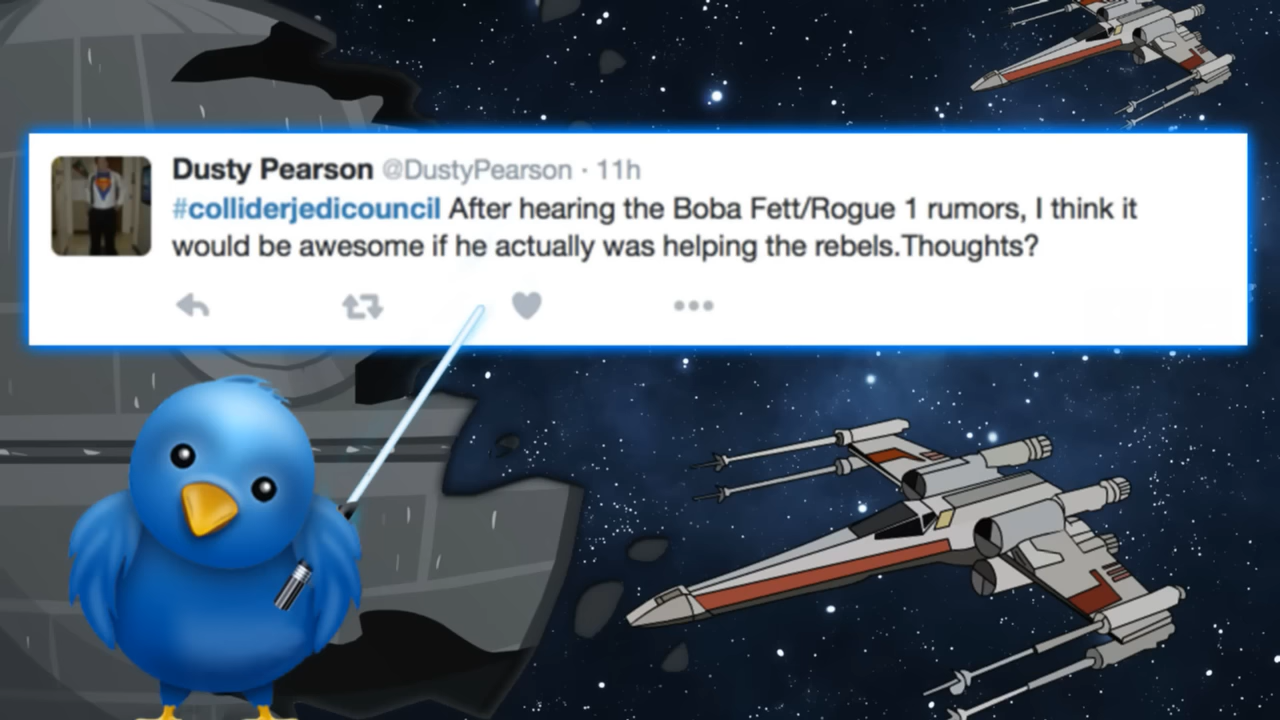 Dusty Pearson @DustyPearson · 11h
#colliderjedicouncil After hearing the Boba Fett/Rogue 1 rumors, I think it
would be awesome if he actually was helping the rebels.Thoughts?